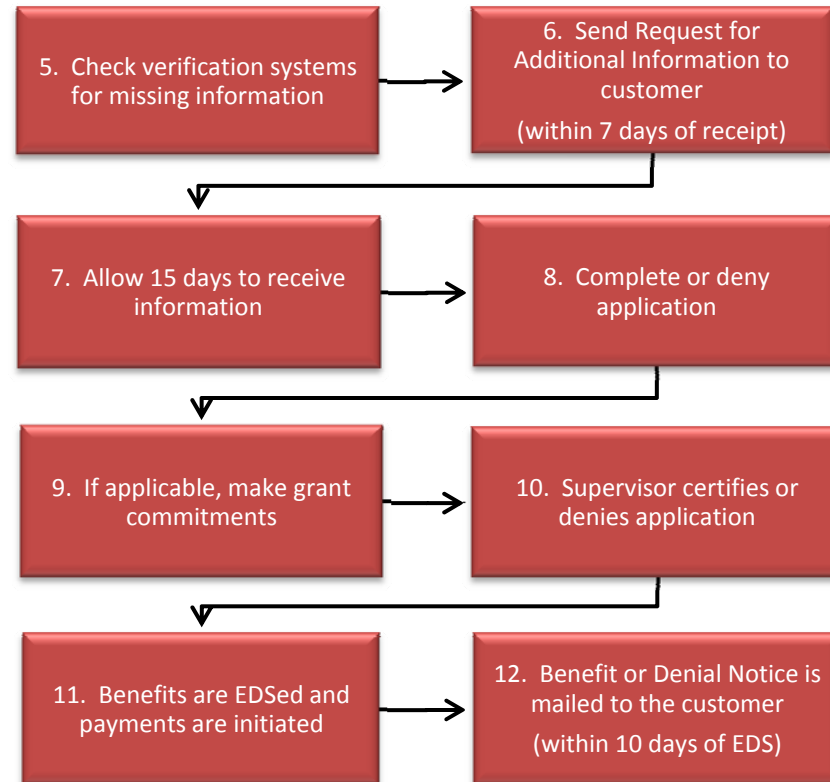 5. Check verification systems
for missing information
6. Send Request for
Additional Information to
customer
(within 7 days of receipt)
7. Allow 15 days to receive
information
8. Complete or deny
application
9. If applicable, make grant
commitments
10. Supervisor certifies or
denies application
11. Benefits are EDSed and
payments are initiated
12. Benefit or Denial Notice is
mailed to the customer
(within 10 days of EDS)